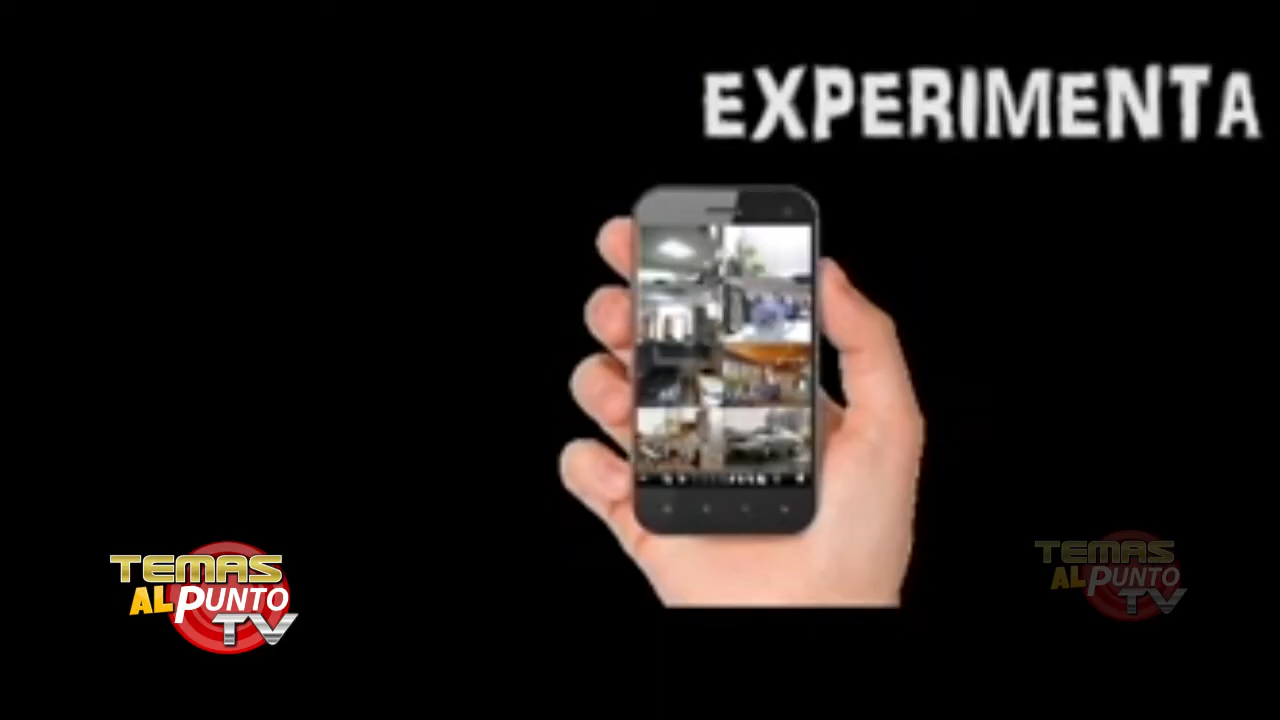 EXPERIMENTA
TEMAS
AL PUNTO
TV
TEMAS
AL PUNTO
TV